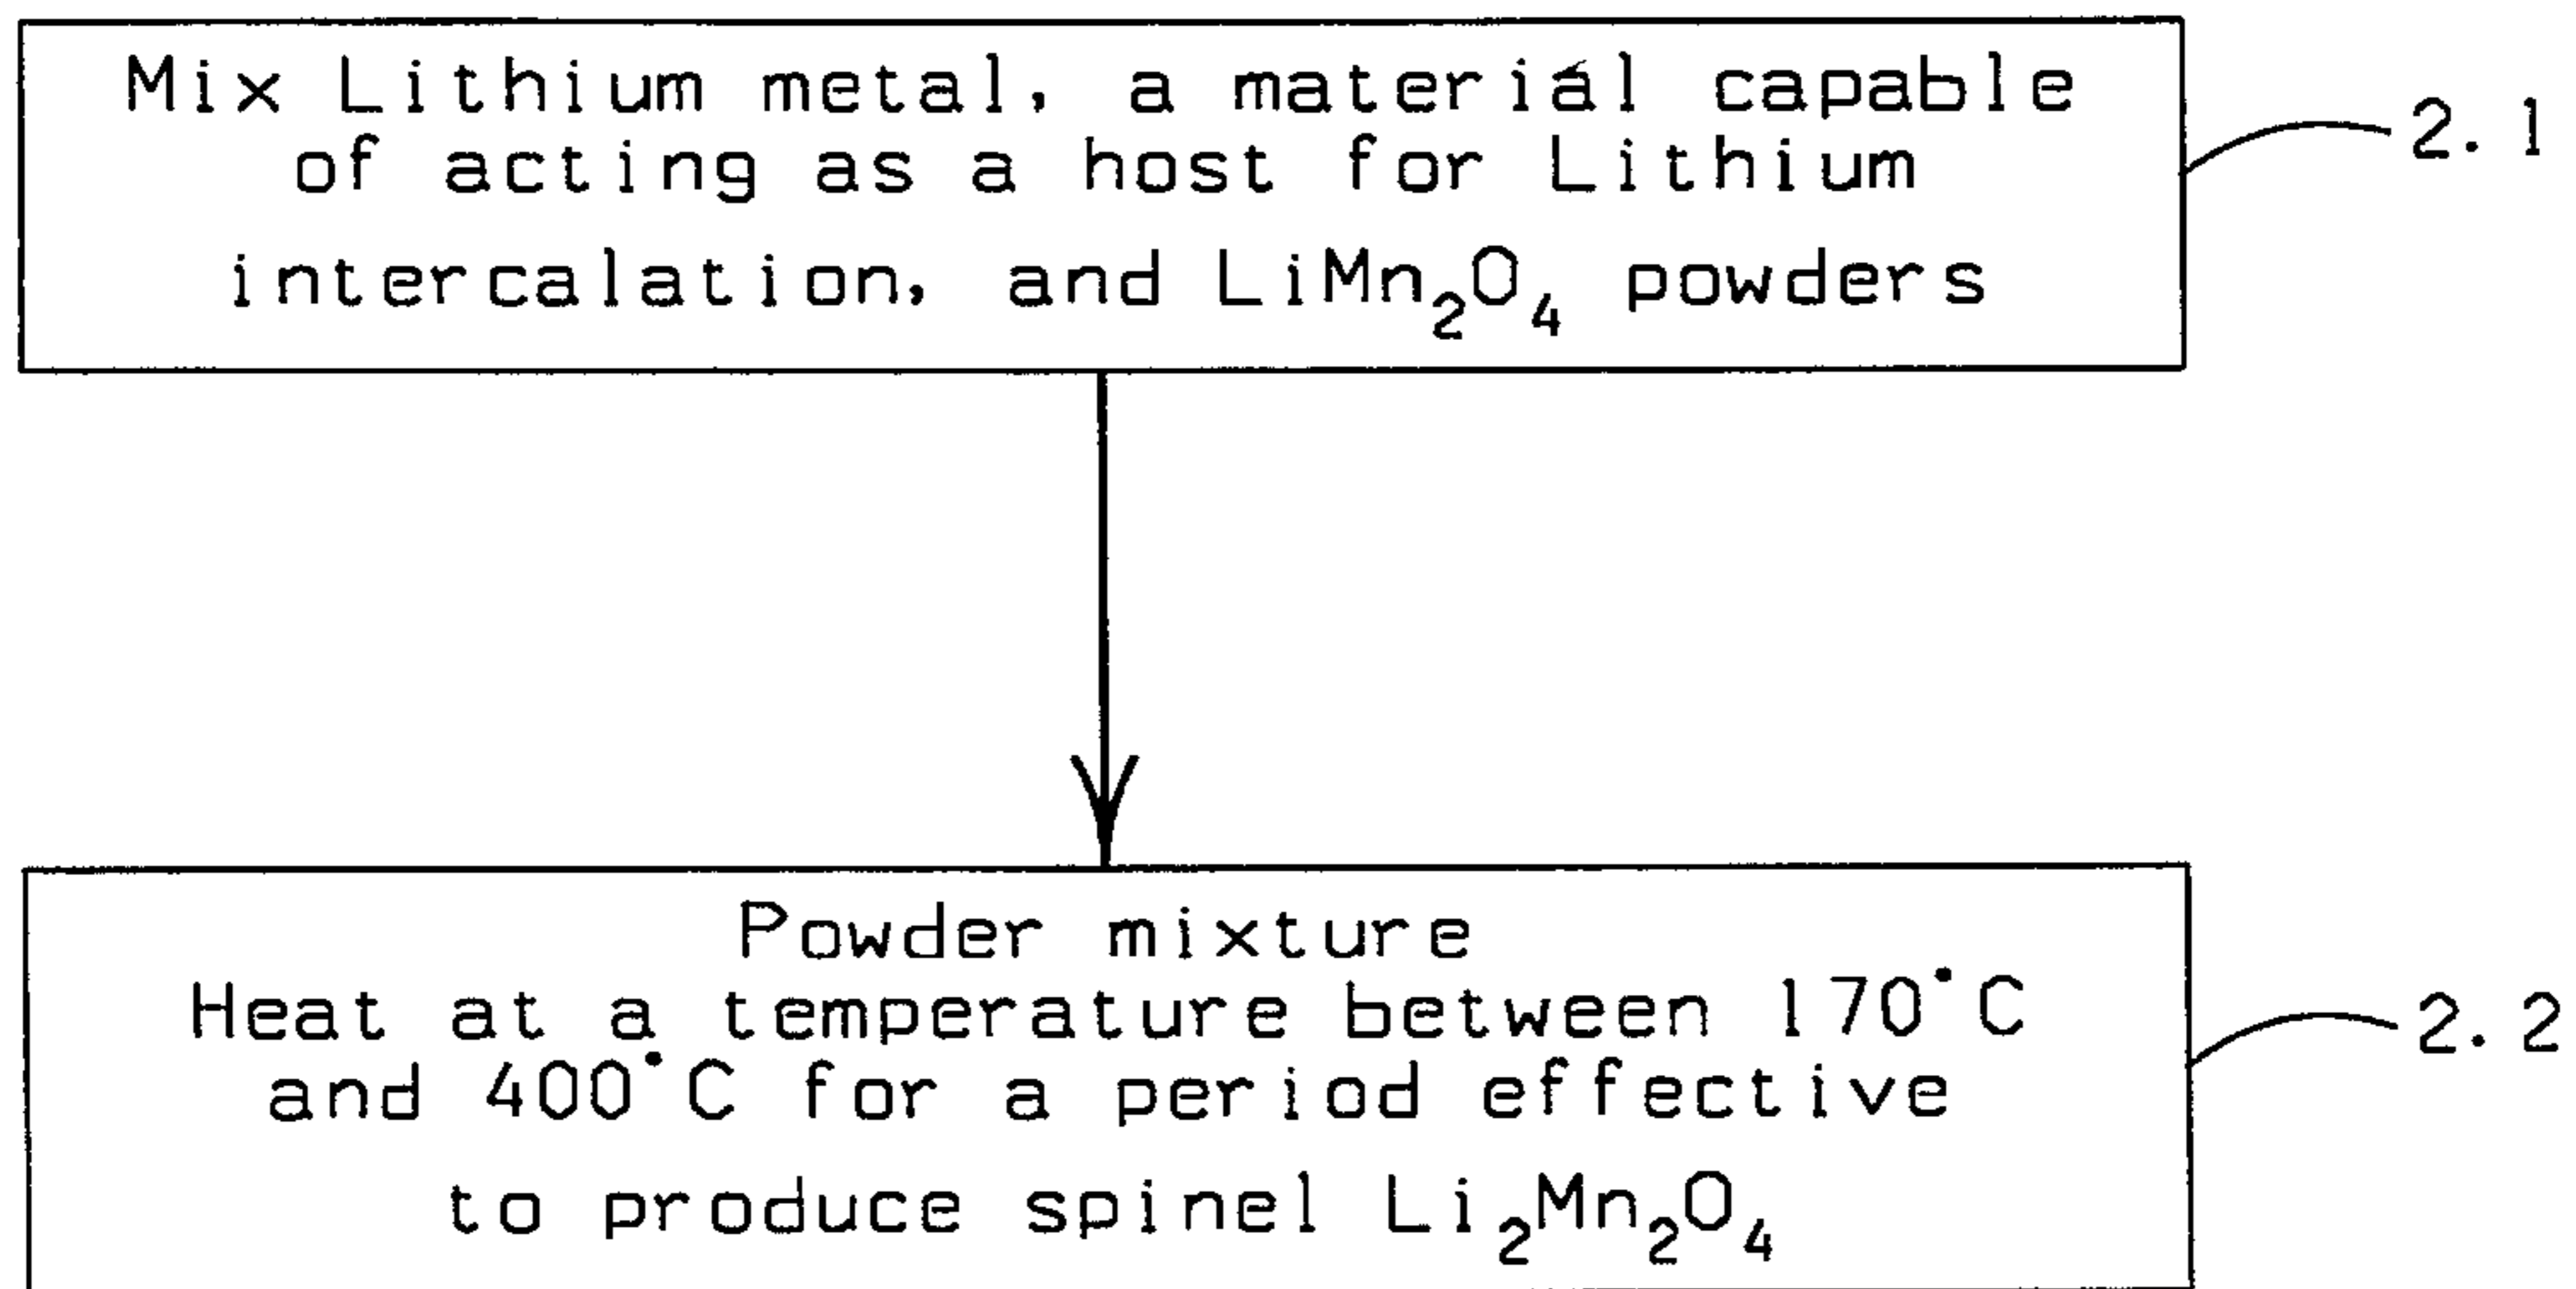 Mix Lithium metal, a material capable
of acting as a host for Lithium
intercalation, and LiMn₂O₄ powders
2.1
Powder mixture
Heat at a temperature between 170°C
and 400°C for a period effective
to produce spinel Li₂Mn₂O₄
2.2